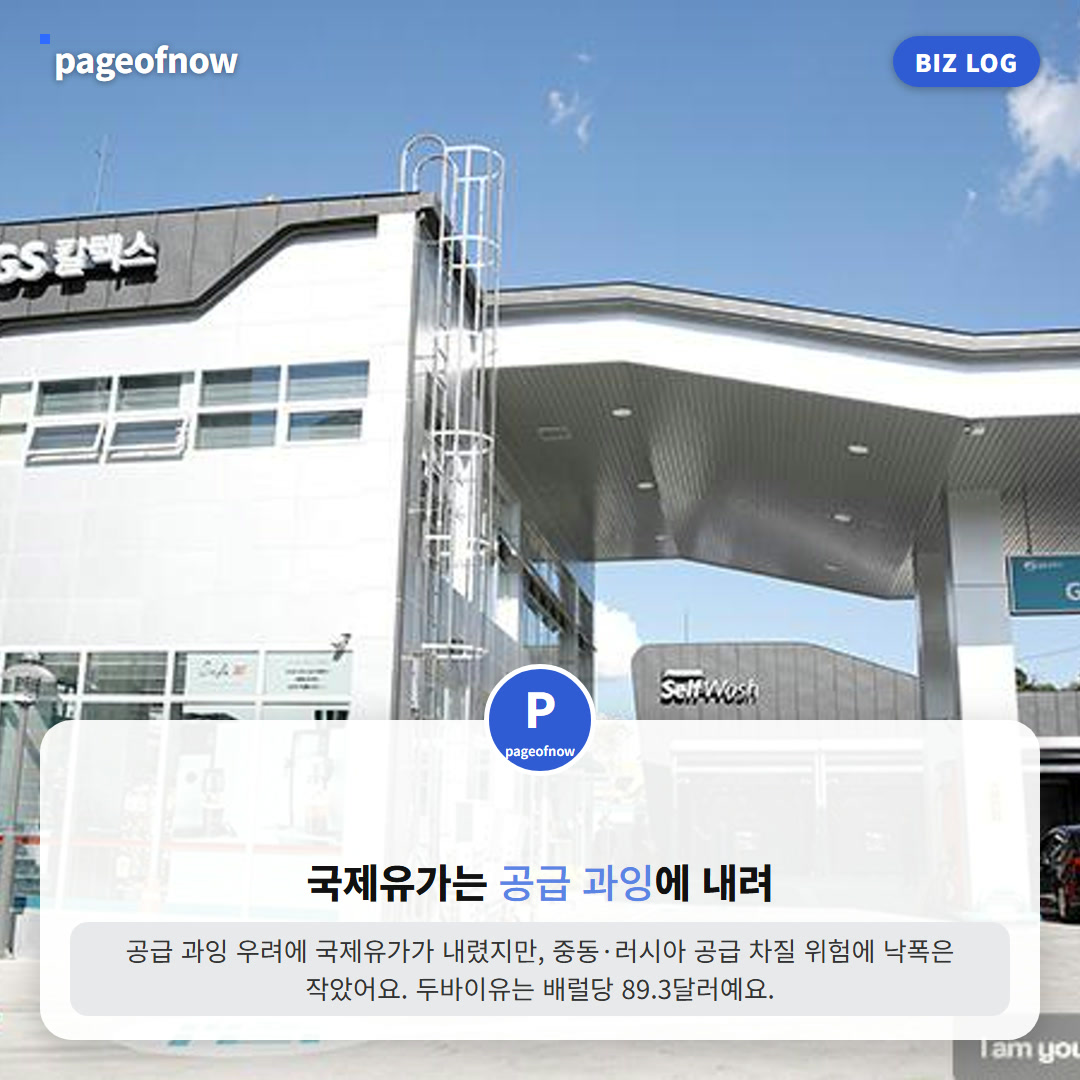 pageofnow
BIZ LOG
GS 칼텍스
G
Self Wash
P
pageofnow
국제유가는 공급 과잉에 내려
공급 과잉 우려에 국제유가가 내렸지만, 중동·러시아 공급 차질 위험에 낙폭은
작았어요. 두바이유는 배럴당 89.3달러예요.
I am you